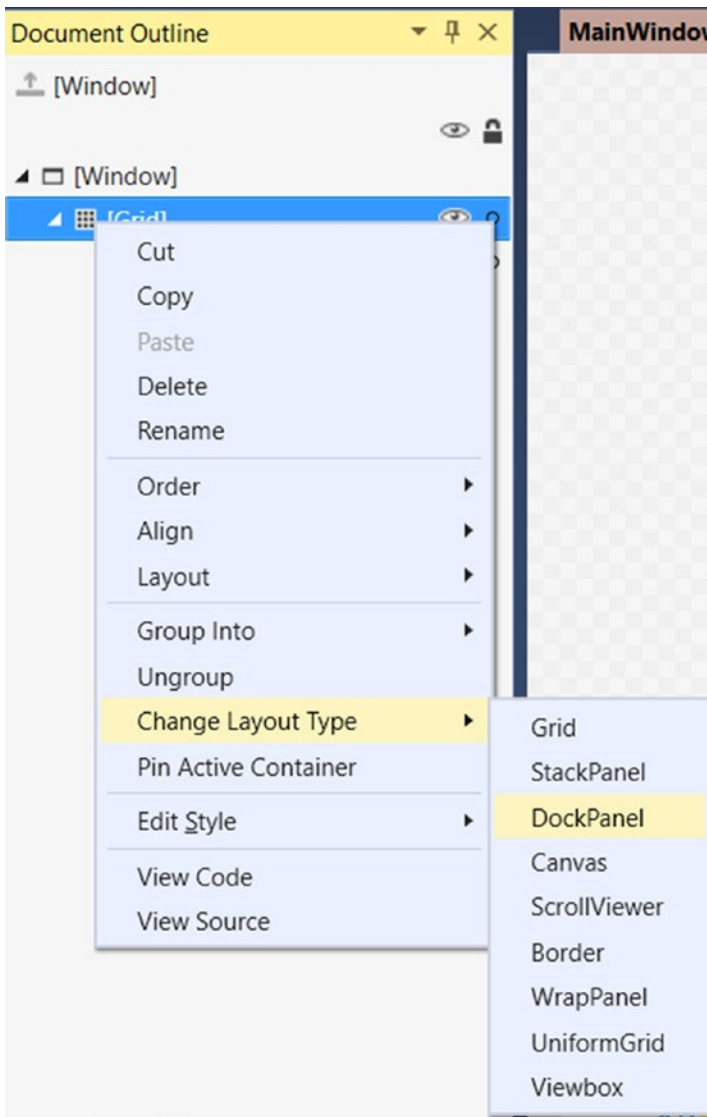 Document Outline
MainWindow
[Window]
[Window]
[Grid]
Cut
Copy
Paste
Delete
Rename
Order
Align
Layout
Group Into
Ungroup
Change Layout Type
Pin Active Container
Edit Style
View Code
View Source
Grid
StackPanel
DockPanel
Canvas
ScrollViewer
Border
WrapPanel
UniformGrid
Viewbox